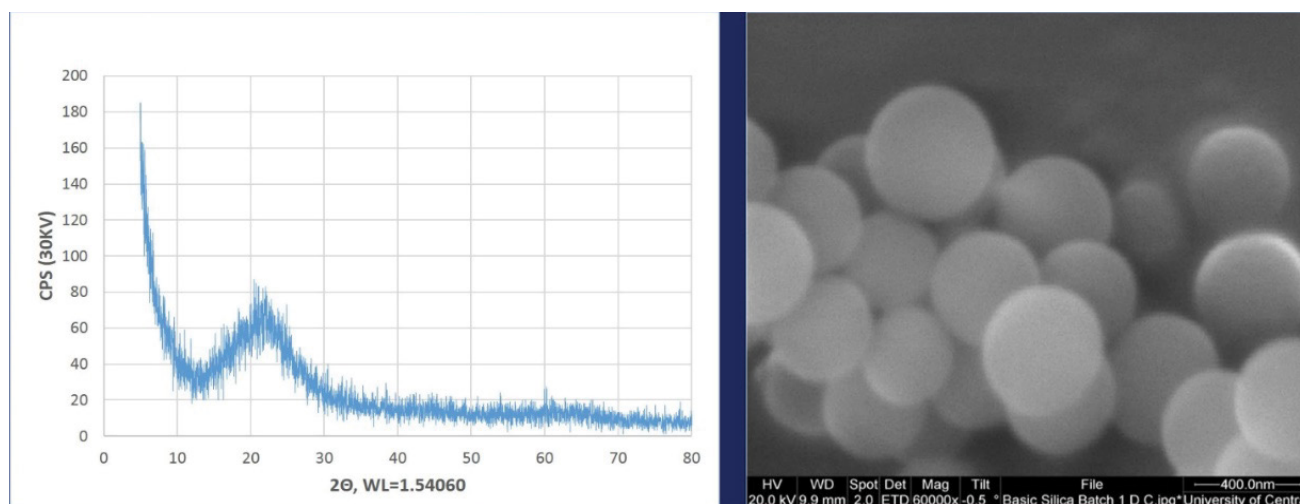 200
180
160
140
120
100
80
60
40
20
0
CPS (30KV)
0 10 20 30 40 50 60 70 80
2Θ, WL=1.54060
HV WD Spot Det Mag Tilt File 400.0nm
20.0 kV 9.9 mm 2.0 ETD 60000x -0.5 ° Basic Silica Batch 1 D C.jpg*University of Centr